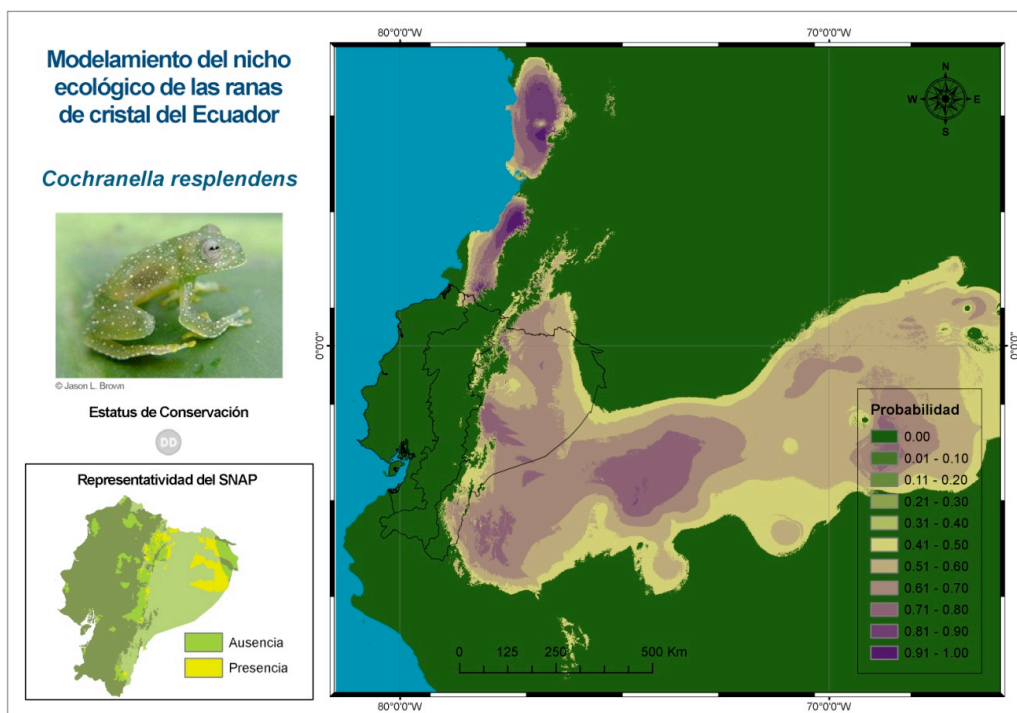 Modelamiento del nicho
ecológico de las ranas
de cristal del Ecuador
Cochranella resplendens
© Jason L. Brown
Estatus de Conservación
DD
Representatividad del SNAP
Ausencia
Presencia
80°0'0"W
70°0'0"W
N
W
E
S
0°0'0"
0°0'0"
Probabilidad
0.00
0.01 - 0.10
0.11 - 0.20
0.21 - 0.30
0.31 - 0.40
0.41 - 0.50
0.51 - 0.60
0.61 - 0.70
0.71 - 0.80
0.81 - 0.90
0.91 - 1.00
0 125 250 500 Km
80°0'0"W
70°0'0"W